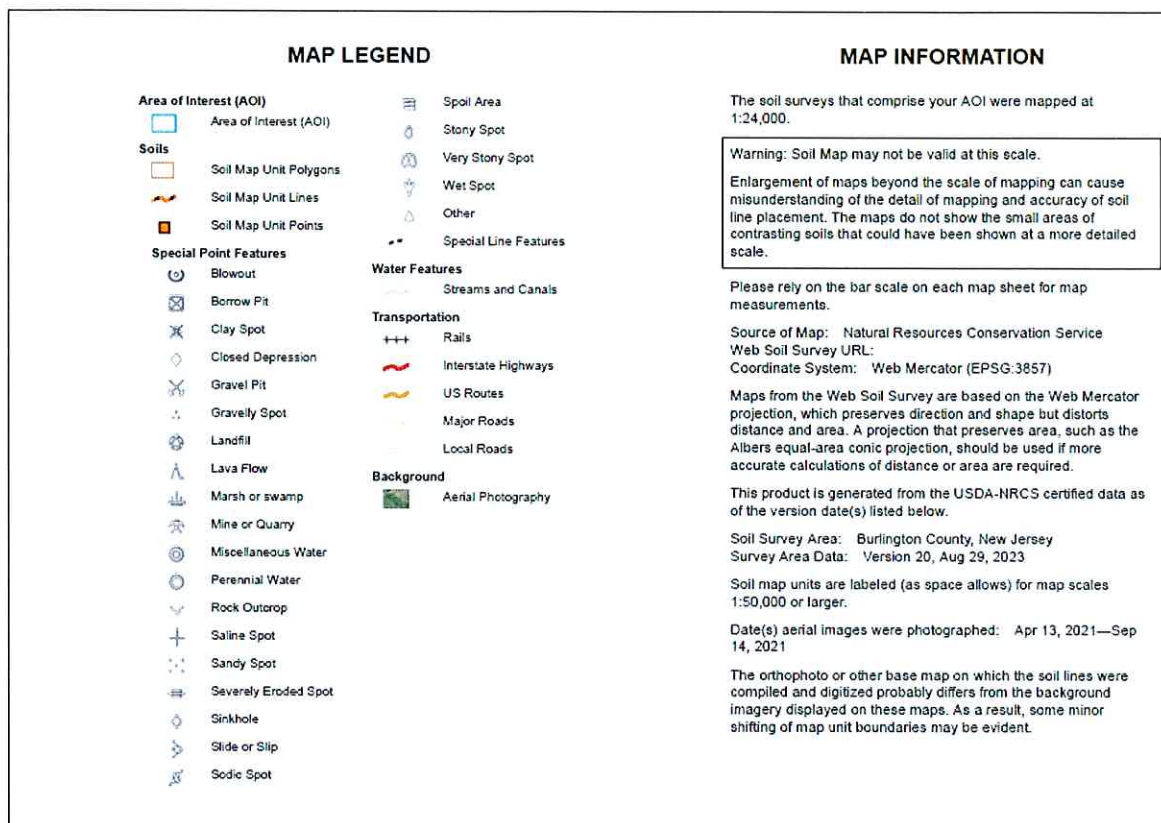 MAP LEGEND
Area of Interest (AOI)
Area of Interest (AOI)
Soils
Soil Map Unit Polygons
Soil Map Unit Lines
Soil Map Unit Points
Special Point Features
Blowout
Borrow Pit
Clay Spot
Closed Depression
Gravel Pit
Gravelly Spot
Landfill
Lava Flow
Marsh or swamp
Mine or Quarry
Miscellaneous Water
Perennial Water
Rock Outcrop
Saline Spot
Sandy Spot
Severely Eroded Spot
Sinkhole
Slide or Slip
Sodic Spot
Spoil Area
Stony Spot
Very Stony Spot
Wet Spot
Other
Special Line Features
Water Features
Streams and Canals
Transportation
Rails
Interstate Highways
US Routes
Major Roads
Local Roads
Background
Aerial Photography
MAP INFORMATION
The soil surveys that comprise your AOI were mapped at
1:24,000.
Warning: Soil Map may not be valid at this scale.
Enlargement of maps beyond the scale of mapping can cause
misunderstanding of the detail of mapping and accuracy of soil
line placement. The maps do not show the small areas of
contrasting soils that could have been shown at a more detailed
scale.
Please rely on the bar scale on each map sheet for map
measurements.
Source of Map: Natural Resources Conservation Service
Web Soil Survey URL:
Coordinate System: Web Mercator (EPSG:3857)
Maps from the Web Soil Survey are based on the Web Mercator
projection, which preserves direction and shape but distorts
distance and area. A projection that preserves area, such as the
Albers equal-area conic projection, should be used if more
accurate calculations of distance or area are required.
This product is generated from the USDA-NRCS certified data as
of the version date(s) listed below.
Soil Survey Area: Burlington County, New Jersey
Survey Area Data: Version 20, Aug 29, 2023
Soil map units are labeled (as space allows) for map scales
1:50,000 or larger.
Date(s) aerial images were photographed: Apr 13, 2021—Sep
14, 2021
The orthophoto or other base map on which the soil lines were
compiled and digitized probably differs from the background
imagery displayed on these maps. As a result, some minor
shifting of map unit boundaries may be evident.